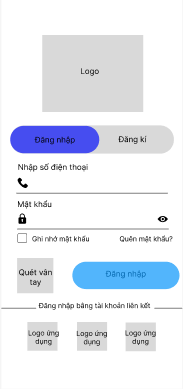 Logo
Đăng nhập
Đăng kí
Nhập số điện thoại
Mật khẩu
Ghi nhớ mật khẩu
Quên mật khẩu?
Quét vân
tay
Đăng nhập
Đăng nhập bằng tài khoản liên kết
Logo ứng
dụng
Logo ứng
dụng
Logo ứng
dụng